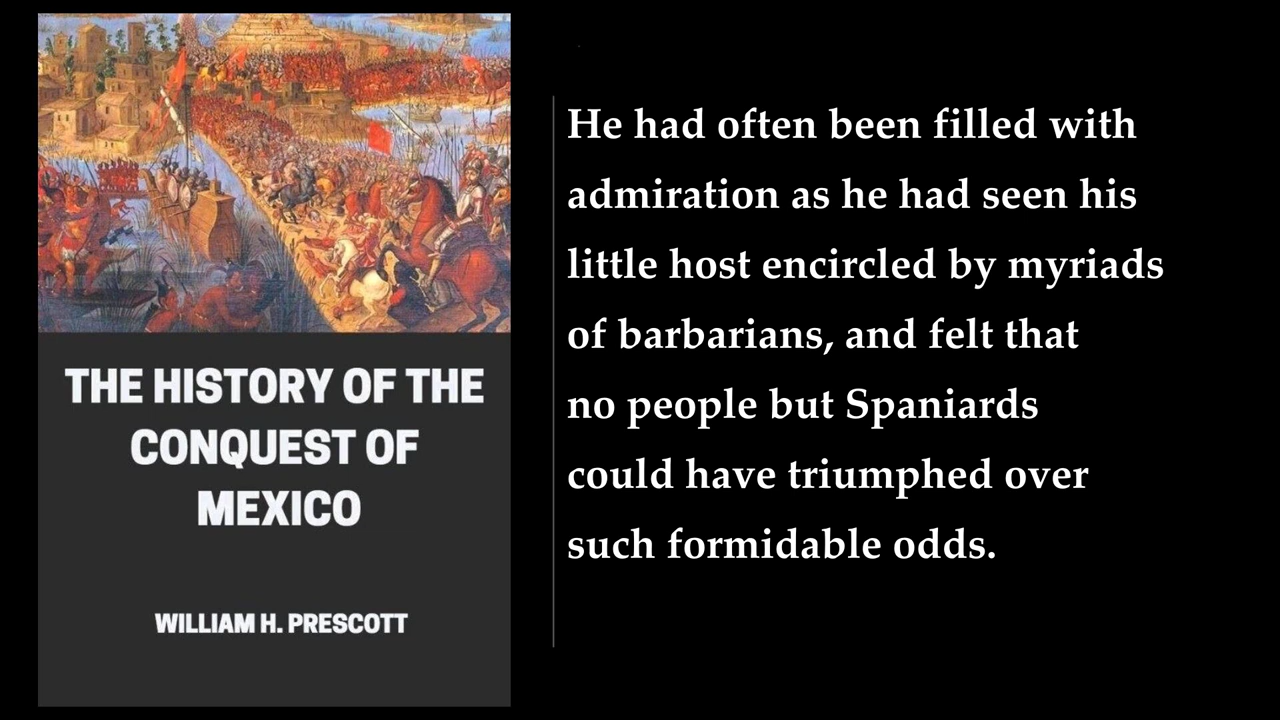 THE HISTORY OF THE
CONQUEST OF
MEXICO
WILLIAM H. PRESCOTT
He had often been filled with
admiration as he had seen his
little host encircled by myriads
of barbarians, and felt that
no people but Spaniards
could have triumphed over
such formidable odds.